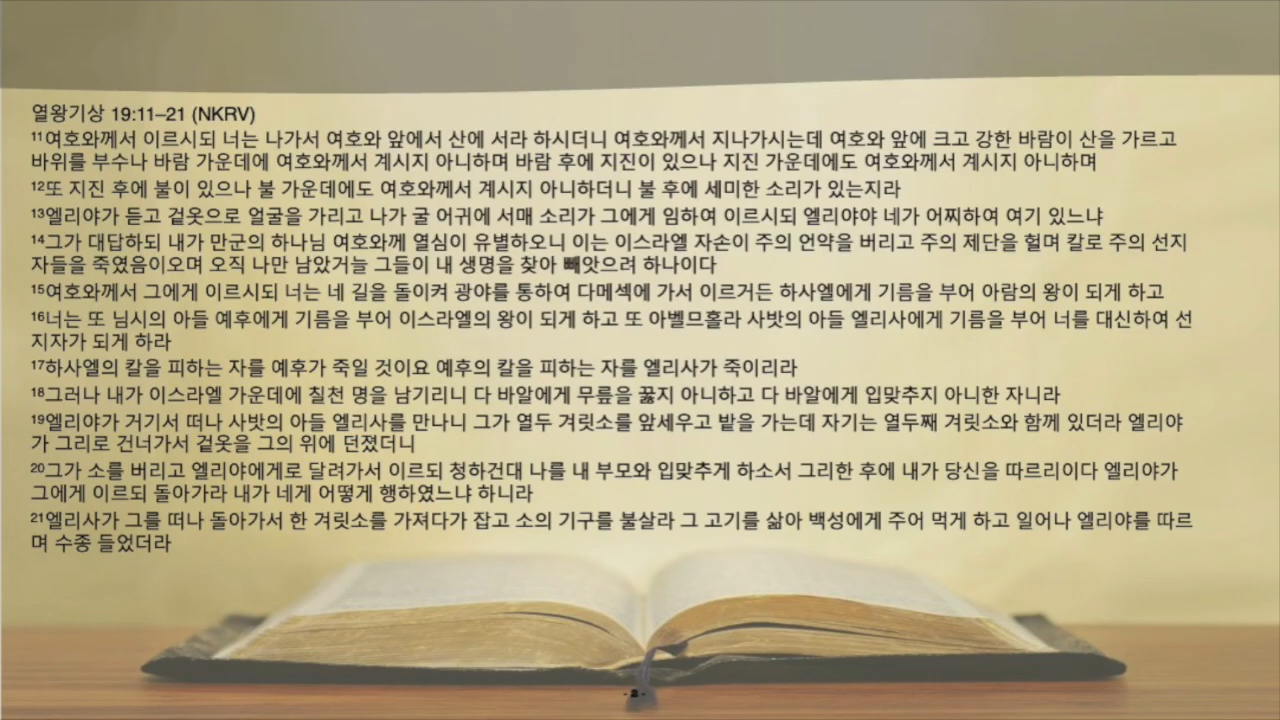 열왕기상 19:11–21 (NKRV)
¹¹여호와께서 이르시되 너는 나가서 여호와 앞에서 산에 서라 하시더니 여호와께서 지나가시는데 여호와 앞에 크고 강한 바람이 산을 가르고
바위를 부수나 바람 가운데에 여호와께서 계시지 아니하며 바람 후에 지진이 있으나 지진 가운데에도 여호와께서 계시지 아니하며
¹²또 지진 후에 불이 있으나 불 가운데에도 여호와께서 계시지 아니하더니 불 후에 세미한 소리가 있는지라
¹³엘리야가 듣고 겉옷으로 얼굴을 가리고 나가 굴 어귀에 서매 소리가 그에게 임하여 이르시되 엘리야야 네가 어찌하여 여기 있느냐
¹⁴그가 대답하되 내가 만군의 하나님 여호와께 열심이 유별하오니 이는 이스라엘 자손이 주의 언약을 버리고 주의 제단을 헐며 칼로 주의 선지
자들을 죽였음이오며 오직 나만 남았거늘 그들이 내 생명을 찾아 빼앗으려 하나이다
¹⁵여호와께서 그에게 이르시되 너는 네 길을 돌이켜 광야를 통하여 다메섹에 가서 이르거든 하사엘에게 기름을 부어 아람의 왕이 되게 하고
¹⁶너는 또 님시의 아들 예후에게 기름을 부어 이스라엘의 왕이 되게 하고 또 아벨므홀라 사밧의 아들 엘리사에게 기름을 부어 너를 대신하여 선
지자가 되게 하라
¹⁷하사엘의 칼을 피하는 자를 예후가 죽일 것이요 예후의 칼을 피하는 자를 엘리사가 죽이리라
¹⁸그러나 내가 이스라엘 가운데에 칠천 명을 남기리니 다 바알에게 무릎을 꿇지 아니하고 다 바알에게 입맞추지 아니한 자니라
¹⁹엘리야가 거기서 떠나 사밧의 아들 엘리사를 만나니 그가 열두 겨릿소를 앞세우고 밭을 가는데 자기는 열두째 겨릿소와 함께 있더라 엘리야
가 그리로 건너가서 겉옷을 그의 위에 던졌더니
²⁰그가 소를 버리고 엘리야에게로 달려가서 이르되 청하건대 나를 내 부모와 입맞추게 하소서 그리한 후에 내가 당신을 따르리이다 엘리야가
그에게 이르되 돌아가라 내가 네게 어떻게 행하였느냐 하니라
²¹엘리사가 그를 떠나 돌아가서 한 겨릿소를 가져다가 잡고 소의 기구를 불살라 그 고기를 삶아 백성에게 주어 먹게 하고 일어나 엘리야를 따르
며 수종 들었더라
- 2 -